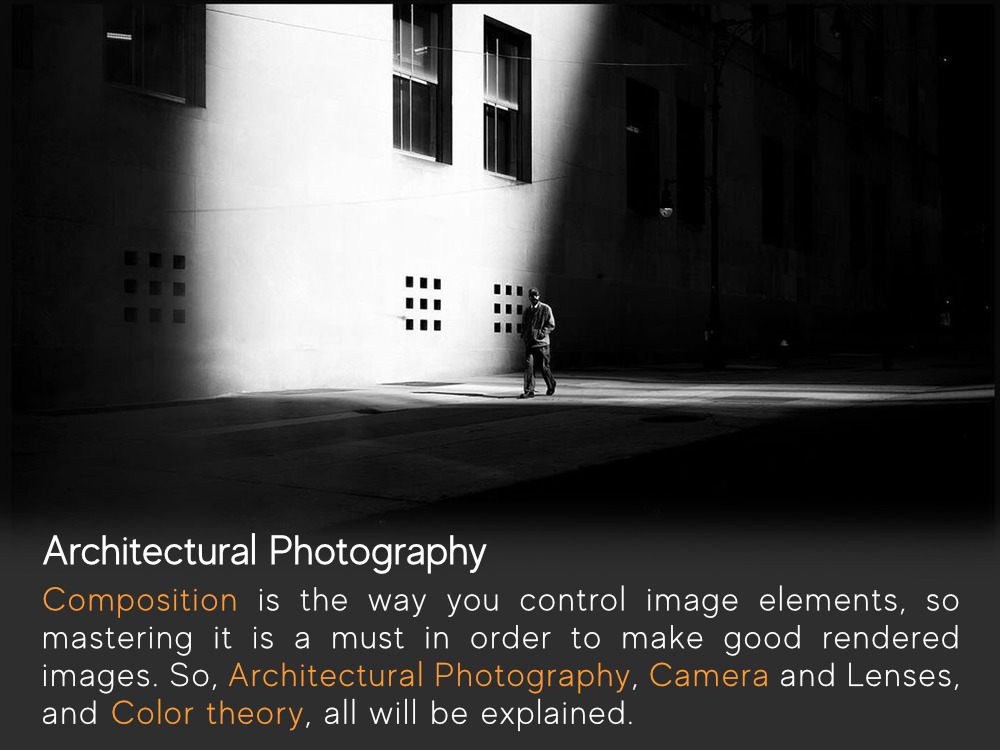 Architectural Photography
Composition is the way you control image elements, so
mastering it is a must in order to make good rendered
images. So, Architectural Photography, Camera and Lenses,
and Color theory, all will be explained.